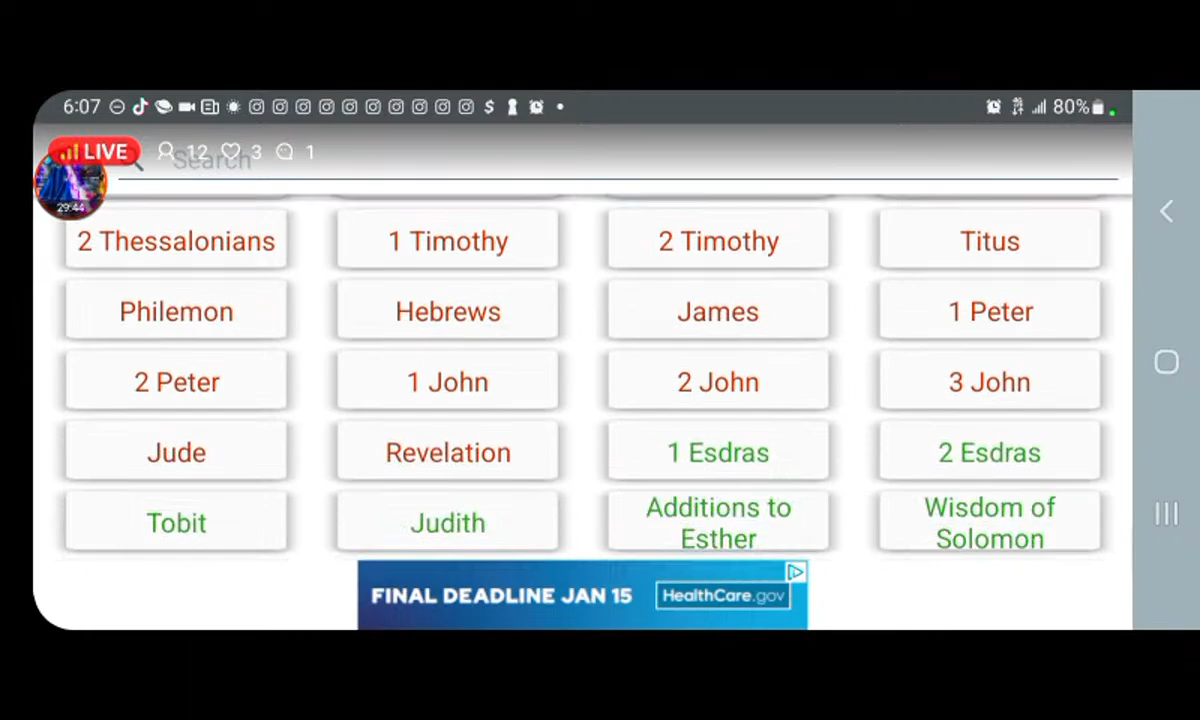 6:07 $ 80%
LIVE 12 3 1
Search
29:44
2 Thessalonians 1 Timothy 2 Timothy Titus
Philemon Hebrews James 1 Peter
2 Peter 1 John 2 John 3 John
Jude Revelation 1 Esdras 2 Esdras
Tobit Judith Additions to Esther Wisdom of Solomon
FINAL DEADLINE JAN 15 HealthCare.gov